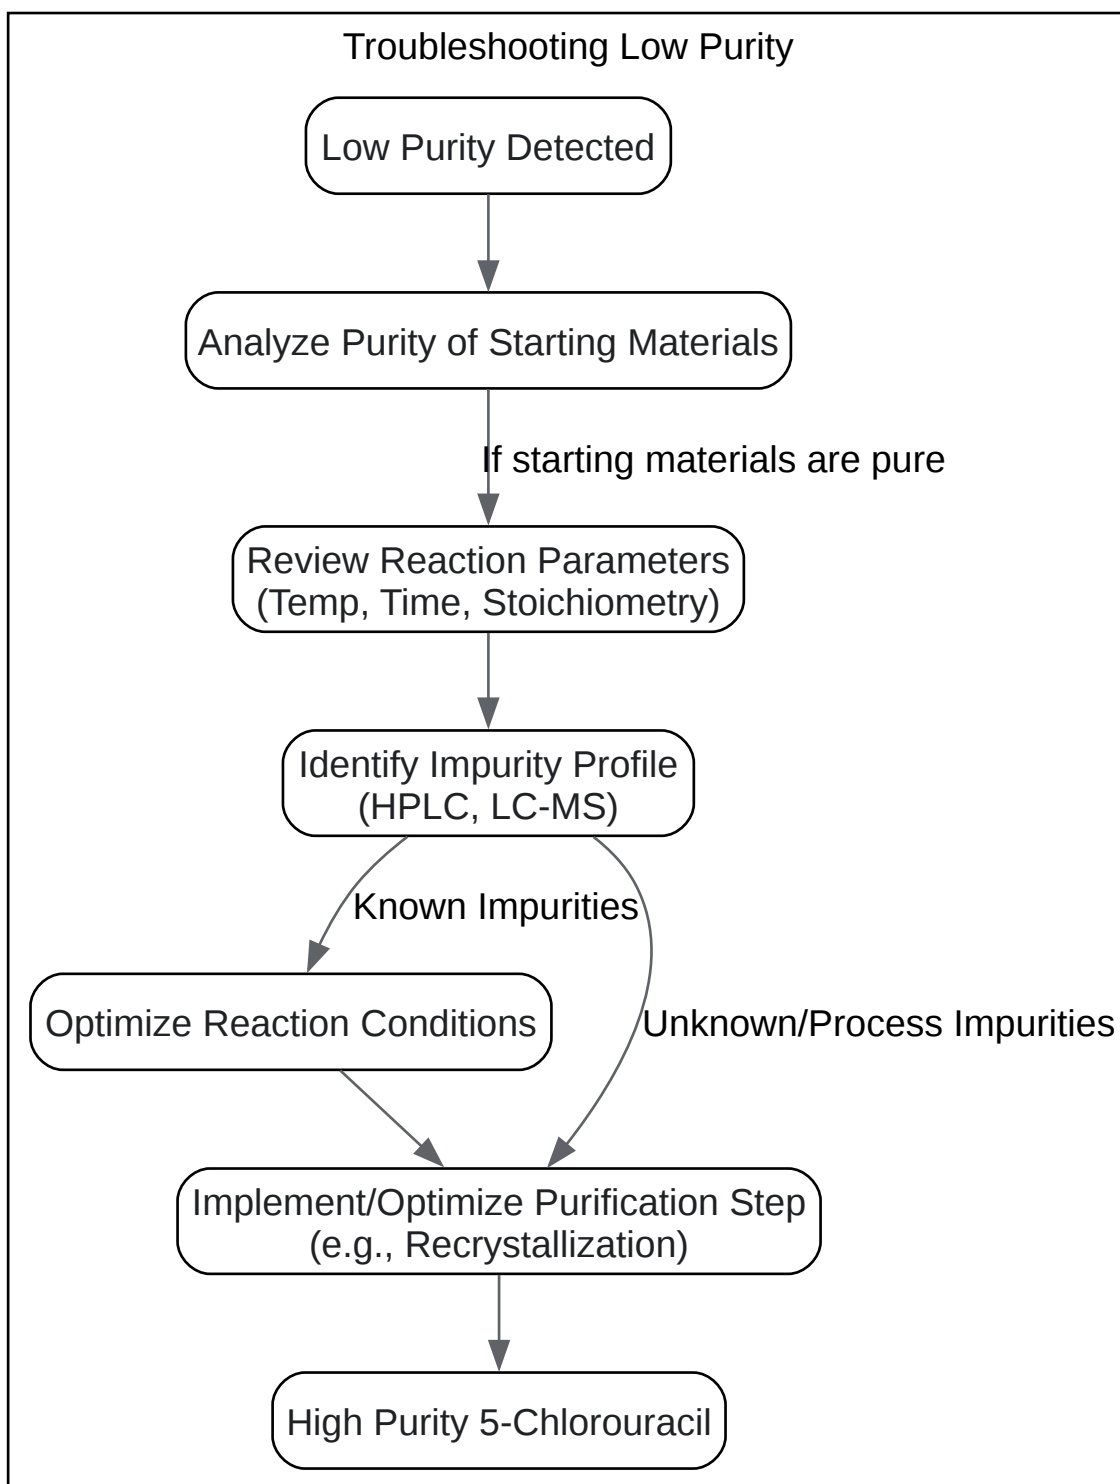 Troubleshooting Low Purity
Low Purity Detected
Analyze Purity of Starting Materials
If starting materials are pure
Review Reaction Parameters
(Temp, Time, Stoichiometry)
Identify Impurity Profile
(HPLC, LC-MS)
Known Impurities
Optimize Reaction Conditions
Unknown/Process Impurities
Implement/Optimize Purification Step
(e.g., Recrystallization)
High Purity 5-Chlorouracil